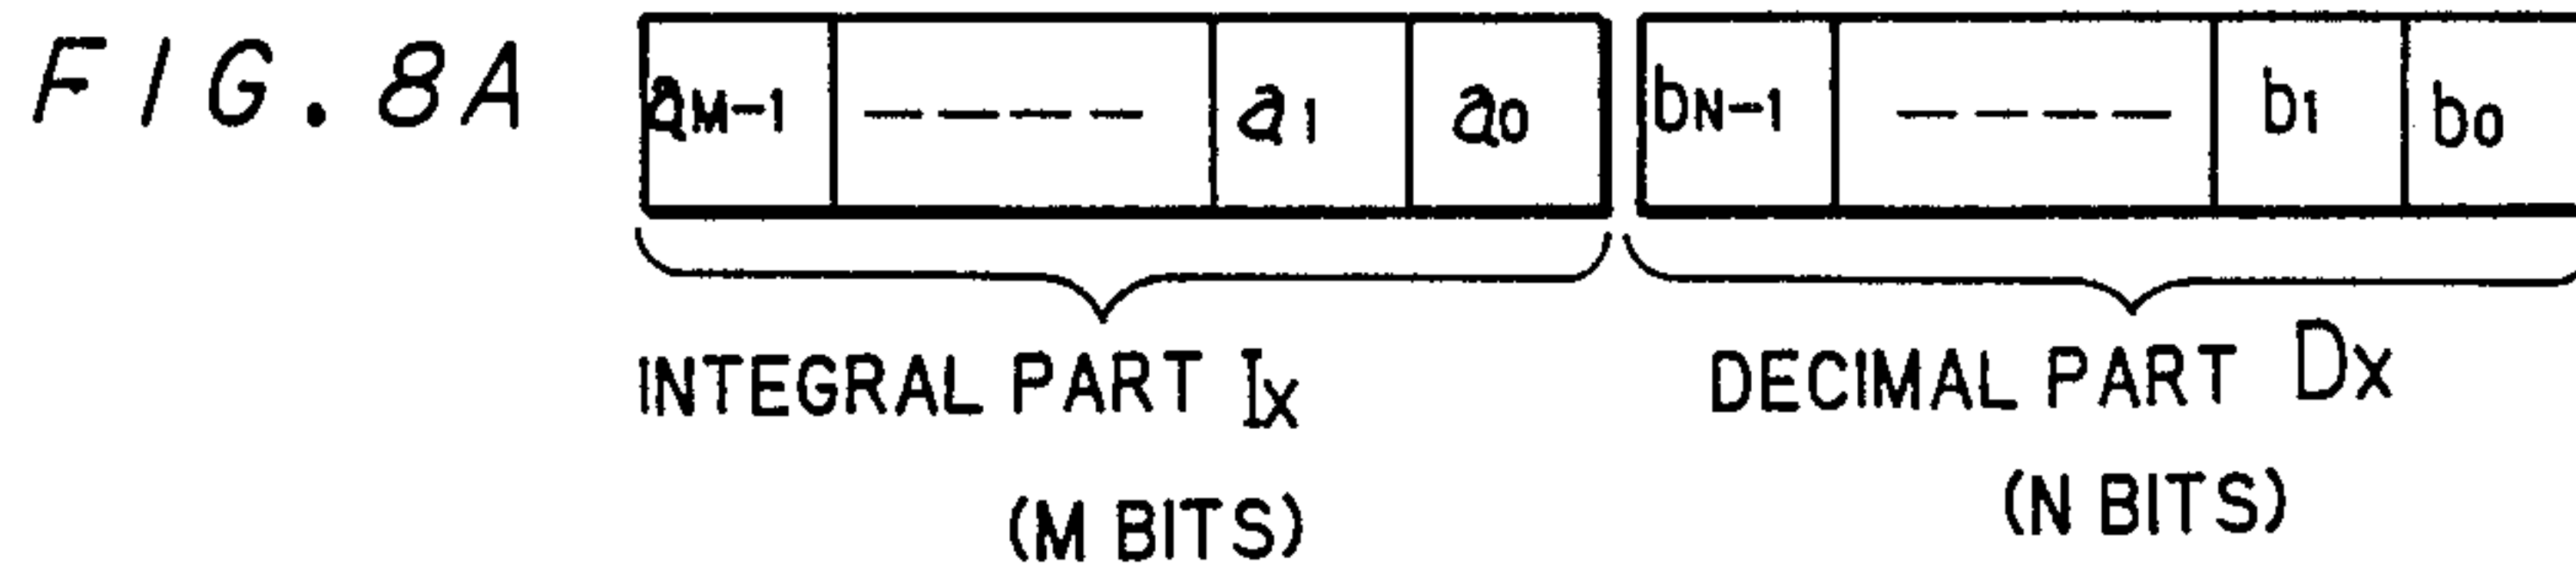 FIG. 8A
aM-1 ---- a1 a0 bN-1 ---- b1 b0
INTEGRAL PART Ix DECIMAL PART Dx
(M BITS) (N BITS)